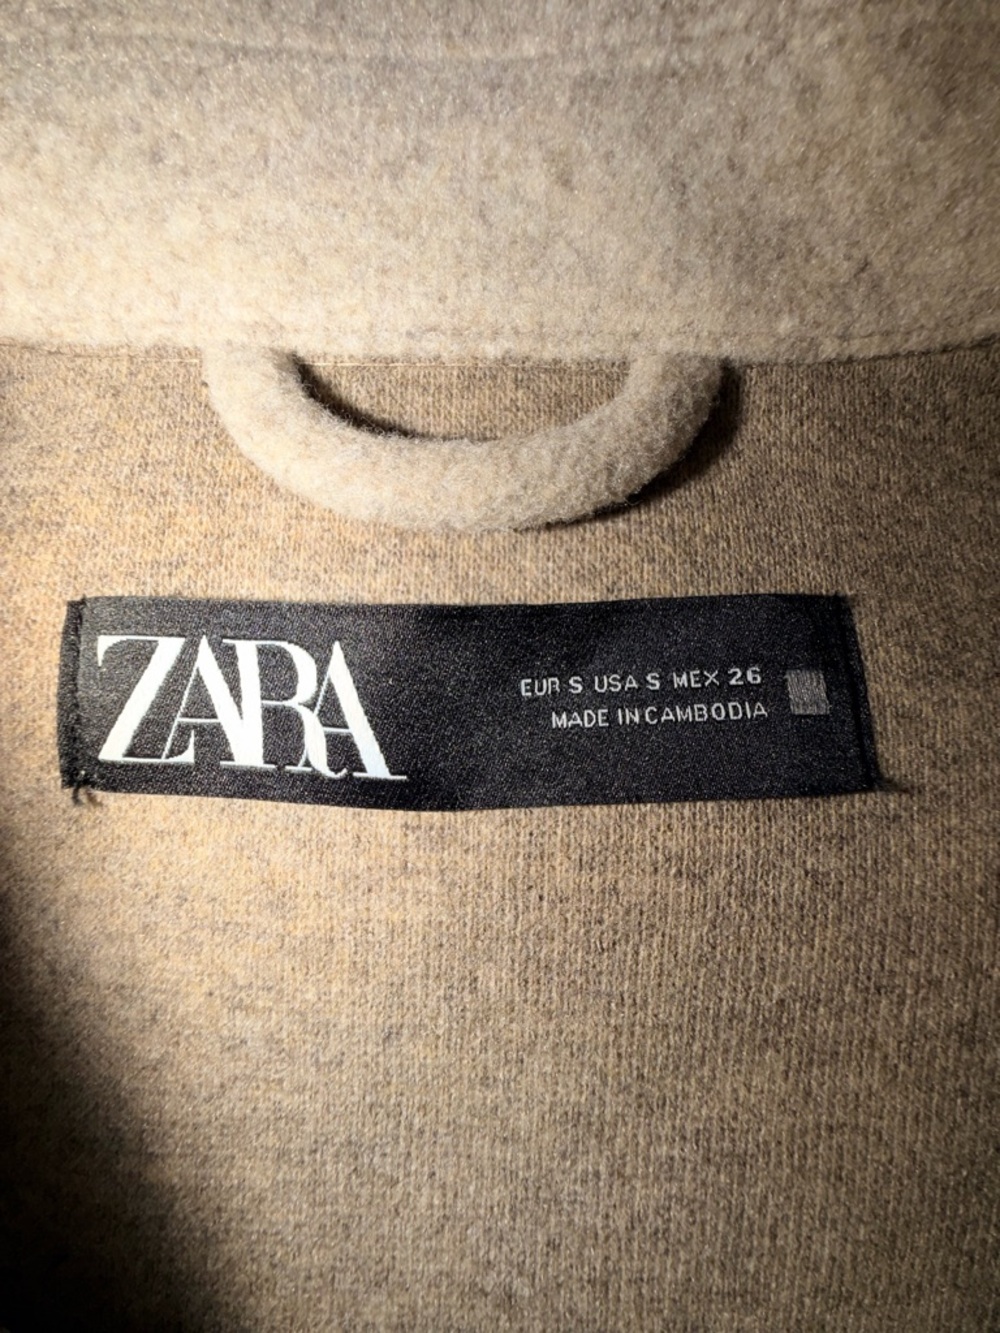 ZARA
EUR S USA S MEX 26
MADE IN CAMBODIA